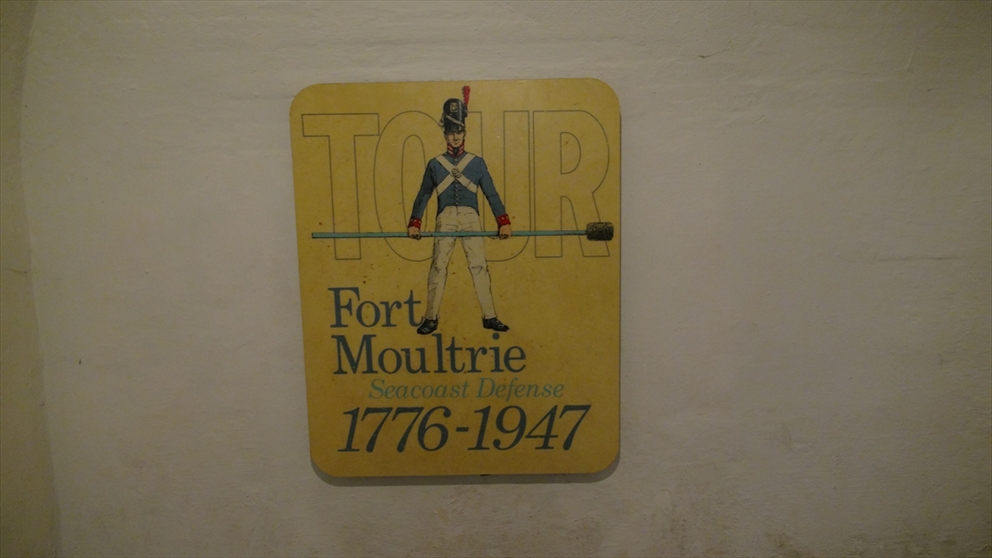 TOUR
Fort
Moultrie
Seacoast Defense
1776-1947